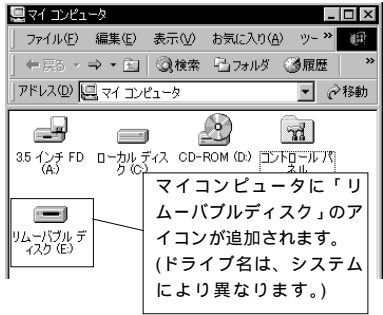 マイ コンピュータ
ファイル(F) 編集(E) 表示(V) お気に入り(A) ツー »
戻る 検索 フォルダ 履歴 »
アドレス(D) マイ コンピュータ 移動
3.5 インチ FD (A:)
ローカル ディスク (C:)
CD-ROM (D:)
コントロール パネル
リムーバブル ディスク (E:)
マイコンピュータに「リ
ムーバブルディスク」のア
イコンが追加されます。
(ドライブ名は、システム
により異なります。)